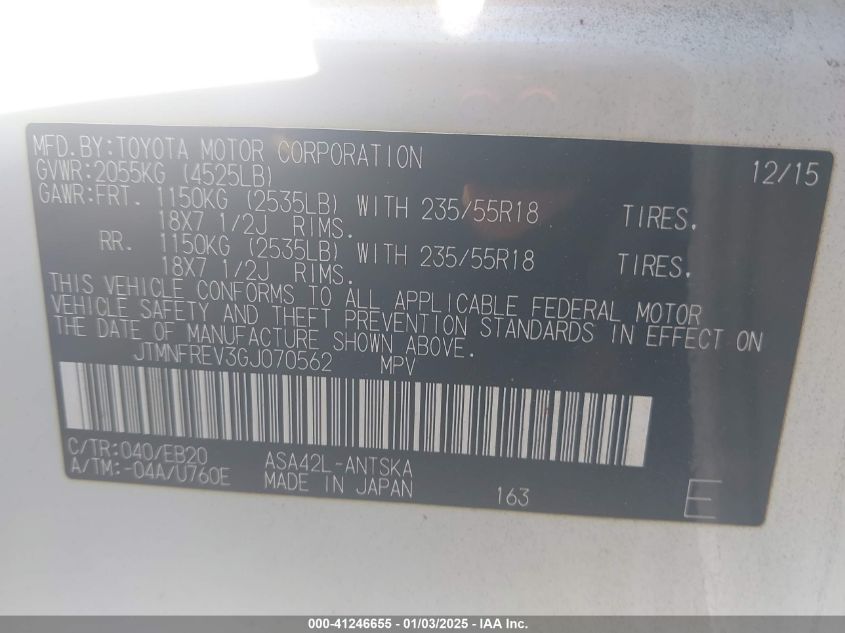 MFD.BY:TOYOTA MOTOR CORPORATION 12/15
GVWR:2055KG (4525LB)
GAWR:FRT. 1150KG (2535LB) WITH 235/55R18 TIRES.
18X7 1/2J RIMS.
RR. 1150KG (2535LB) WITH 235/55R18 TIRES.
18X7 1/2J RIMS.
THIS VEHICLE CONFORMS TO ALL APPLICABLE FEDERAL MOTOR
VEHICLE SAFETY AND THEFT PREVENTION STANDARDS IN EFFECT ON
THE DATE OF MANUFACTURE SHOWN ABOVE.
JTMNFREV3GJ070562 MPV
C/TR:040/EB20 ASA42L-ANTSKA
A/TM:-04A/U760E MADE IN JAPAN 163 E
000-41246655 - 01/03/2025 - IAA Inc.